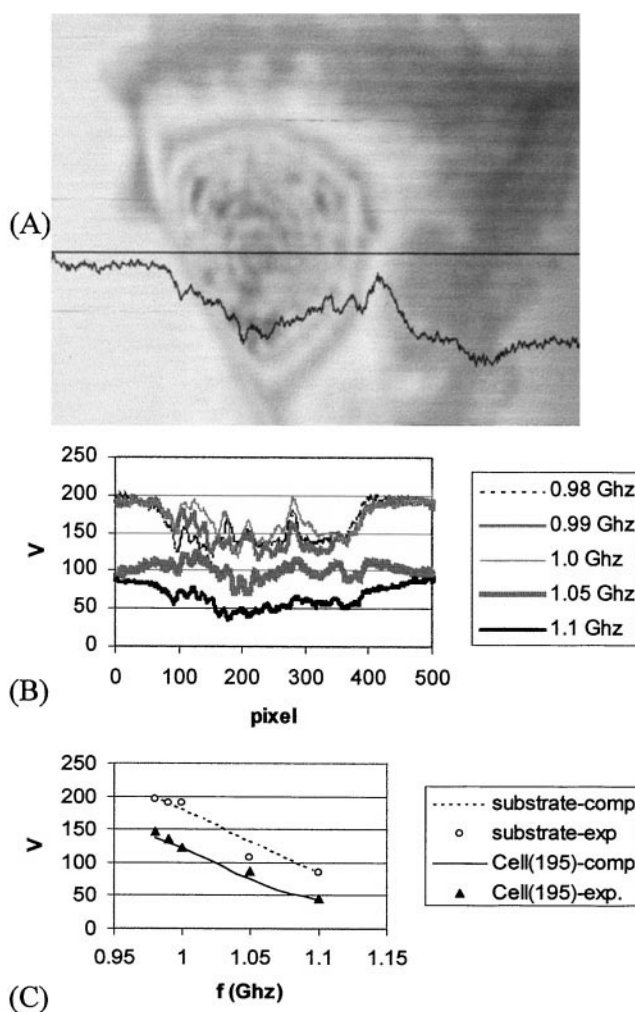 (A)
250
200
150
100
50
0
V
0 100 200 300 400 500
pixel
0.98 Ghz
0.99 Ghz
1.0 Ghz
1.05 Ghz
1.1 Ghz
(B)
250
200
150
100
50
0
V
0.95 1 1.05 1.1 1.15
f (Ghz)
substrate-comp
substrate-exp
Cell(195)-comp
Cell(195)-exp.
(C)